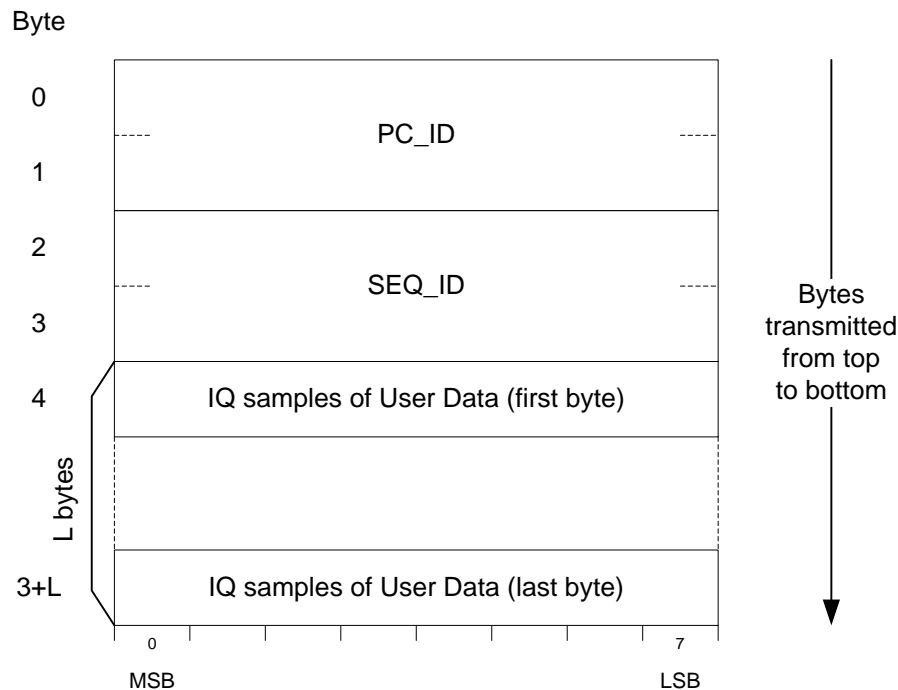 Byte
0
PC_ID
1
2
SEQ_ID
3
Bytes
transmitted
from top
to bottom
4
IQ samples of User Data (first byte)
L bytes
3+L
IQ samples of User Data (last byte)
0
7
MSB
LSB